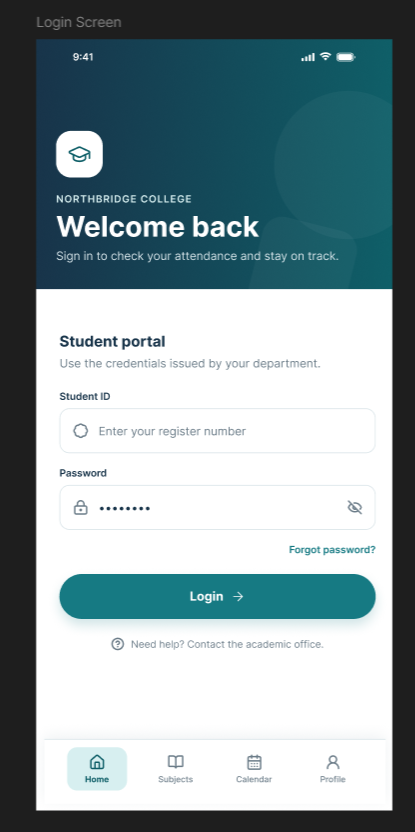 Login Screen
9:41
NORTHBRIDGE COLLEGE
Welcome back
Sign in to check your attendance and stay on track.
Student portal
Use the credentials issued by your department.
Student ID
Enter your register number
Password
••••••••
Forgot password?
Login →
Need help? Contact the academic office.
Home Subjects Calendar Profile